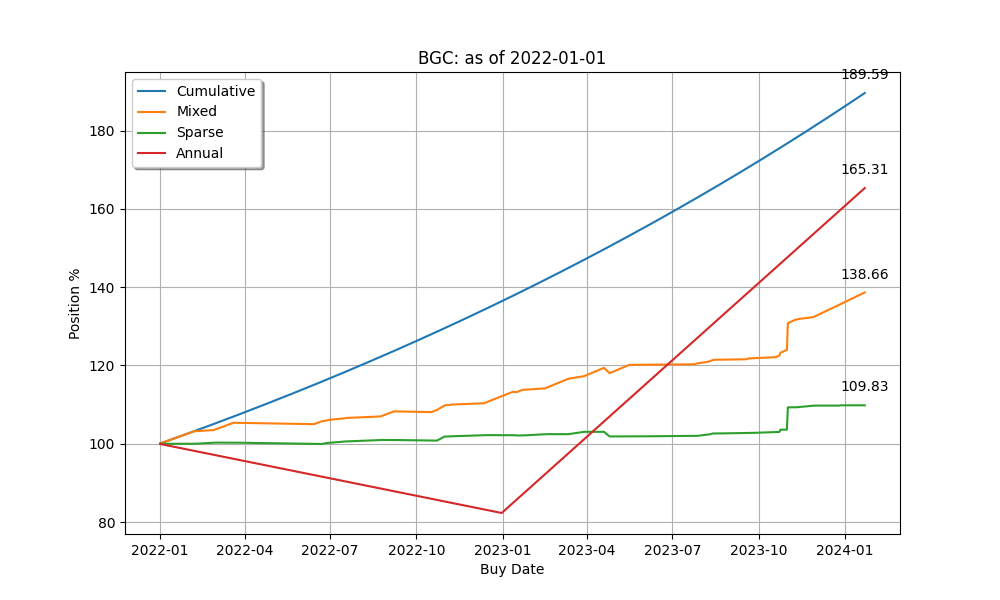 BGC: as of 2022-01-01
Cumulative
Mixed
Sparse
Annual
189.59
165.31
138.66
109.83
180
160
140
120
100
80
Position %
2022-01 2022-04 2022-07 2022-10 2023-01 2023-04 2023-07 2023-10 2024-01
Buy Date